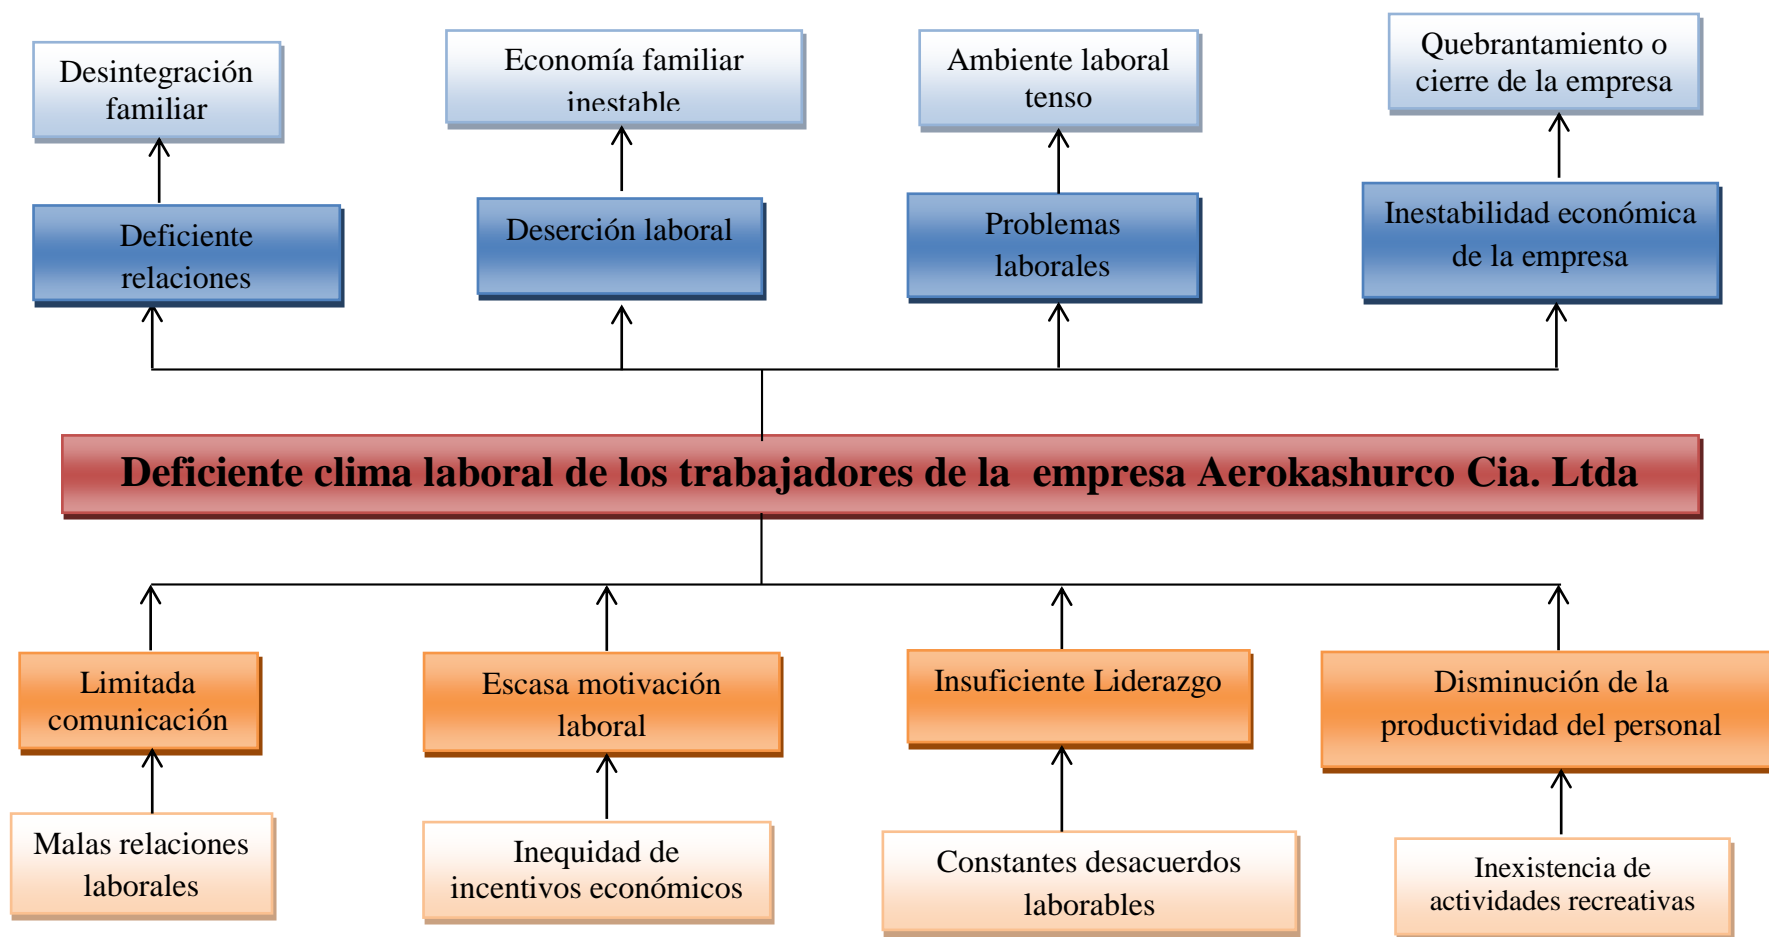 Desintegración
familiar
Economía familiar
inestable
Ambiente laboral
tenso
Quebrantamiento o
cierre de la empresa
Deficiente
relaciones
Deserción laboral
Problemas
laborales
Inestabilidad económica
de la empresa
Deficiente clima laboral de los trabajadores de la empresa Aerokashurco Cia. Ltda
Limitada
comunicación
Escasa motivación
laboral
Insuficiente Liderazgo
Disminución de la
productividad del personal
Malas relaciones
laborales
Inequidad de
incentivos económicos
Constantes desacuerdos
laborables
Inexistencia de
actividades recreativas